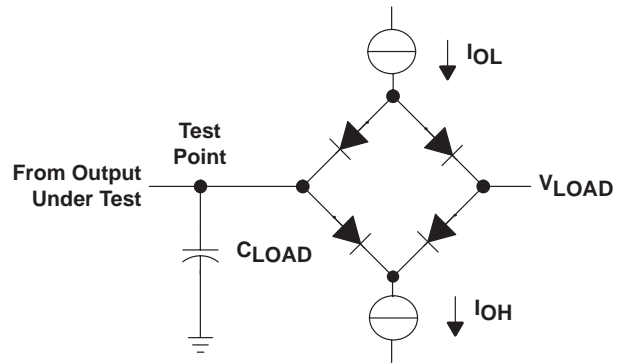 IOL
Test
Point
From Output
Under Test
VLOAD
CLOAD
IOH